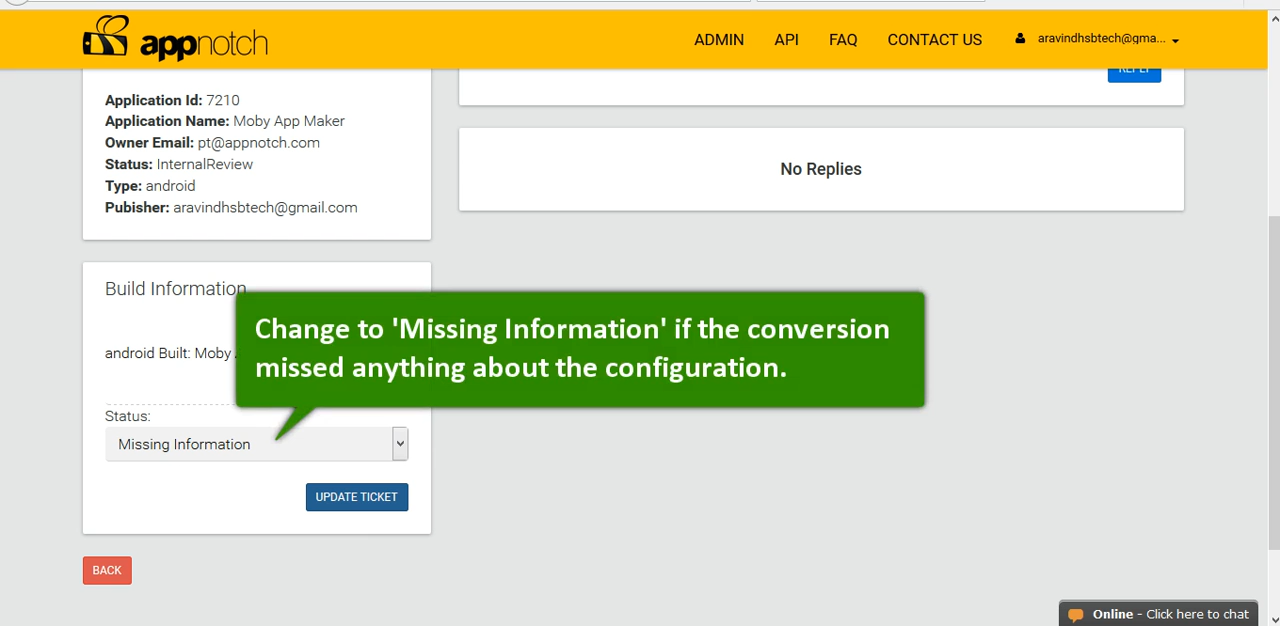 appnotch
ADMIN API FAQ CONTACT US aravindhsbtech@gma...
REPLY
Application Id: 7210
Application Name: Moby App Maker
Owner Email: pt@appnotch.com
Status: InternalReview
Type: android
Pubisher: aravindhsbtech@gmail.com
No Replies
Build Information
Change to 'Missing Information' if the conversion
missed anything about the configuration.
android Built: Moby
Status:
Missing Information
UPDATE TICKET
BACK
Online - Click here to chat